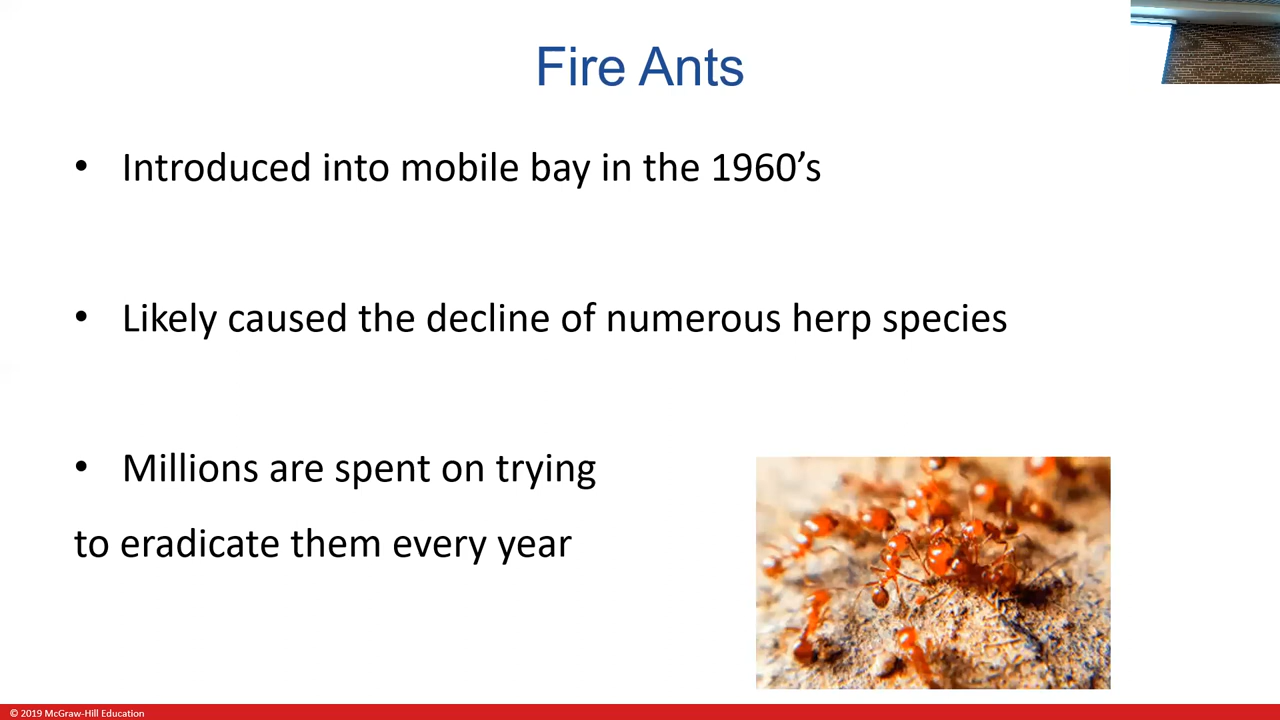 Fire Ants
• Introduced into mobile bay in the 1960’s
• Likely caused the decline of numerous herp species
• Millions are spent on trying
to eradicate them every year
© 2019 McGraw-Hill Education